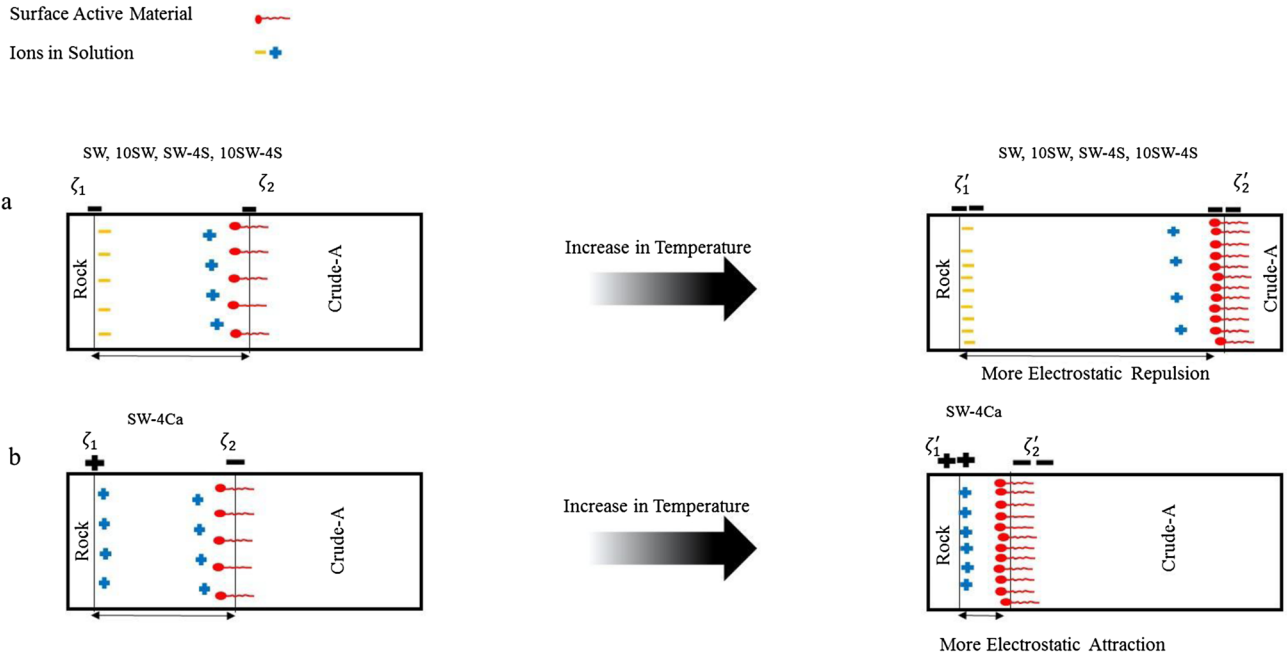 Surface Active Material
Ions in Solution
SW, 10SW, SW-4S, 10SW-4S
ζ1
ζ2
a
Rock
Crude-A
Increase in Temperature
SW, 10SW, SW-4S, 10SW-4S
ζ′1
ζ′2
Rock
Crude-A
More Electrostatic Repulsion
SW-4Ca
ζ1
ζ2
b
Rock
Crude-A
Increase in Temperature
SW-4Ca
ζ′1
ζ′2
Rock
Crude-A
More Electrostatic Attraction